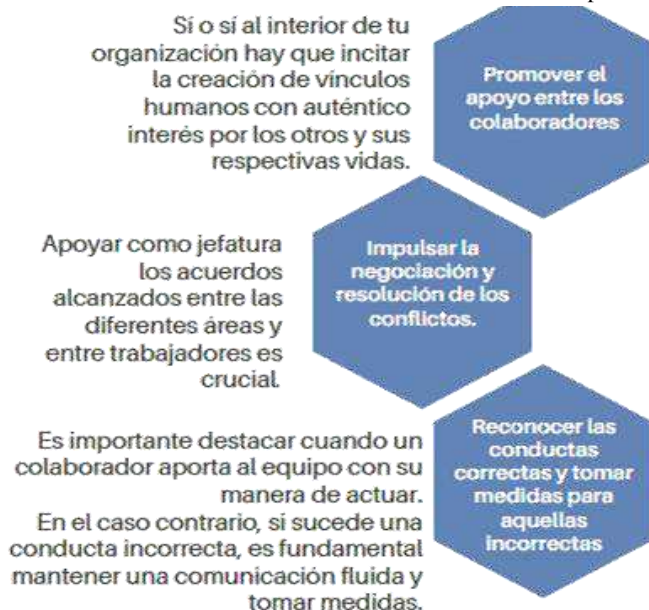 Sí o sí al interior de tu
organización hay que incitar
la creación de vínculos
humanos con auténtico
interés por los otros y sus
respectivas vidas.
Promover el
apoyo entre los
colaboradores
Apoyar como jefatura
los acuerdos
alcanzados entre las
diferentes áreas y
entre trabajadores es
crucial.
Impulsar la
negociación y
resolución de los
conflictos.
Es importante destacar cuando un
colaborador aporta al equipo con su
manera de actuar.
En el caso contrario, si sucede una
conducta incorrecta, es fundamental
mantener una comunicación fluida y
tomar medidas.
Reconocer las
conductas
correctas y tomar
medidas para
aquellas
incorrectas